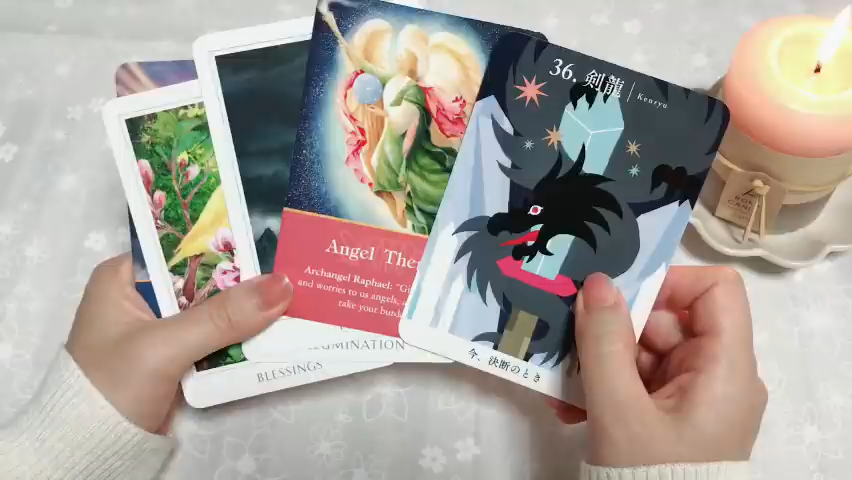 36. 剣龍 | Kenryu
Angel The
Archangel Raphael: "Gi
and worries to us angels,
take your burd
UMINATION
BLESSINGS
今、決断のとき